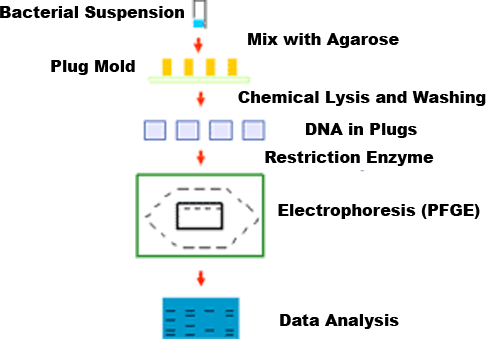 Bacterial Suspension
Mix with Agarose
Plug Mold
Chemical Lysis and Washing
DNA in Plugs
Restriction Enzyme
Electrophoresis (PFGE)
Data Analysis